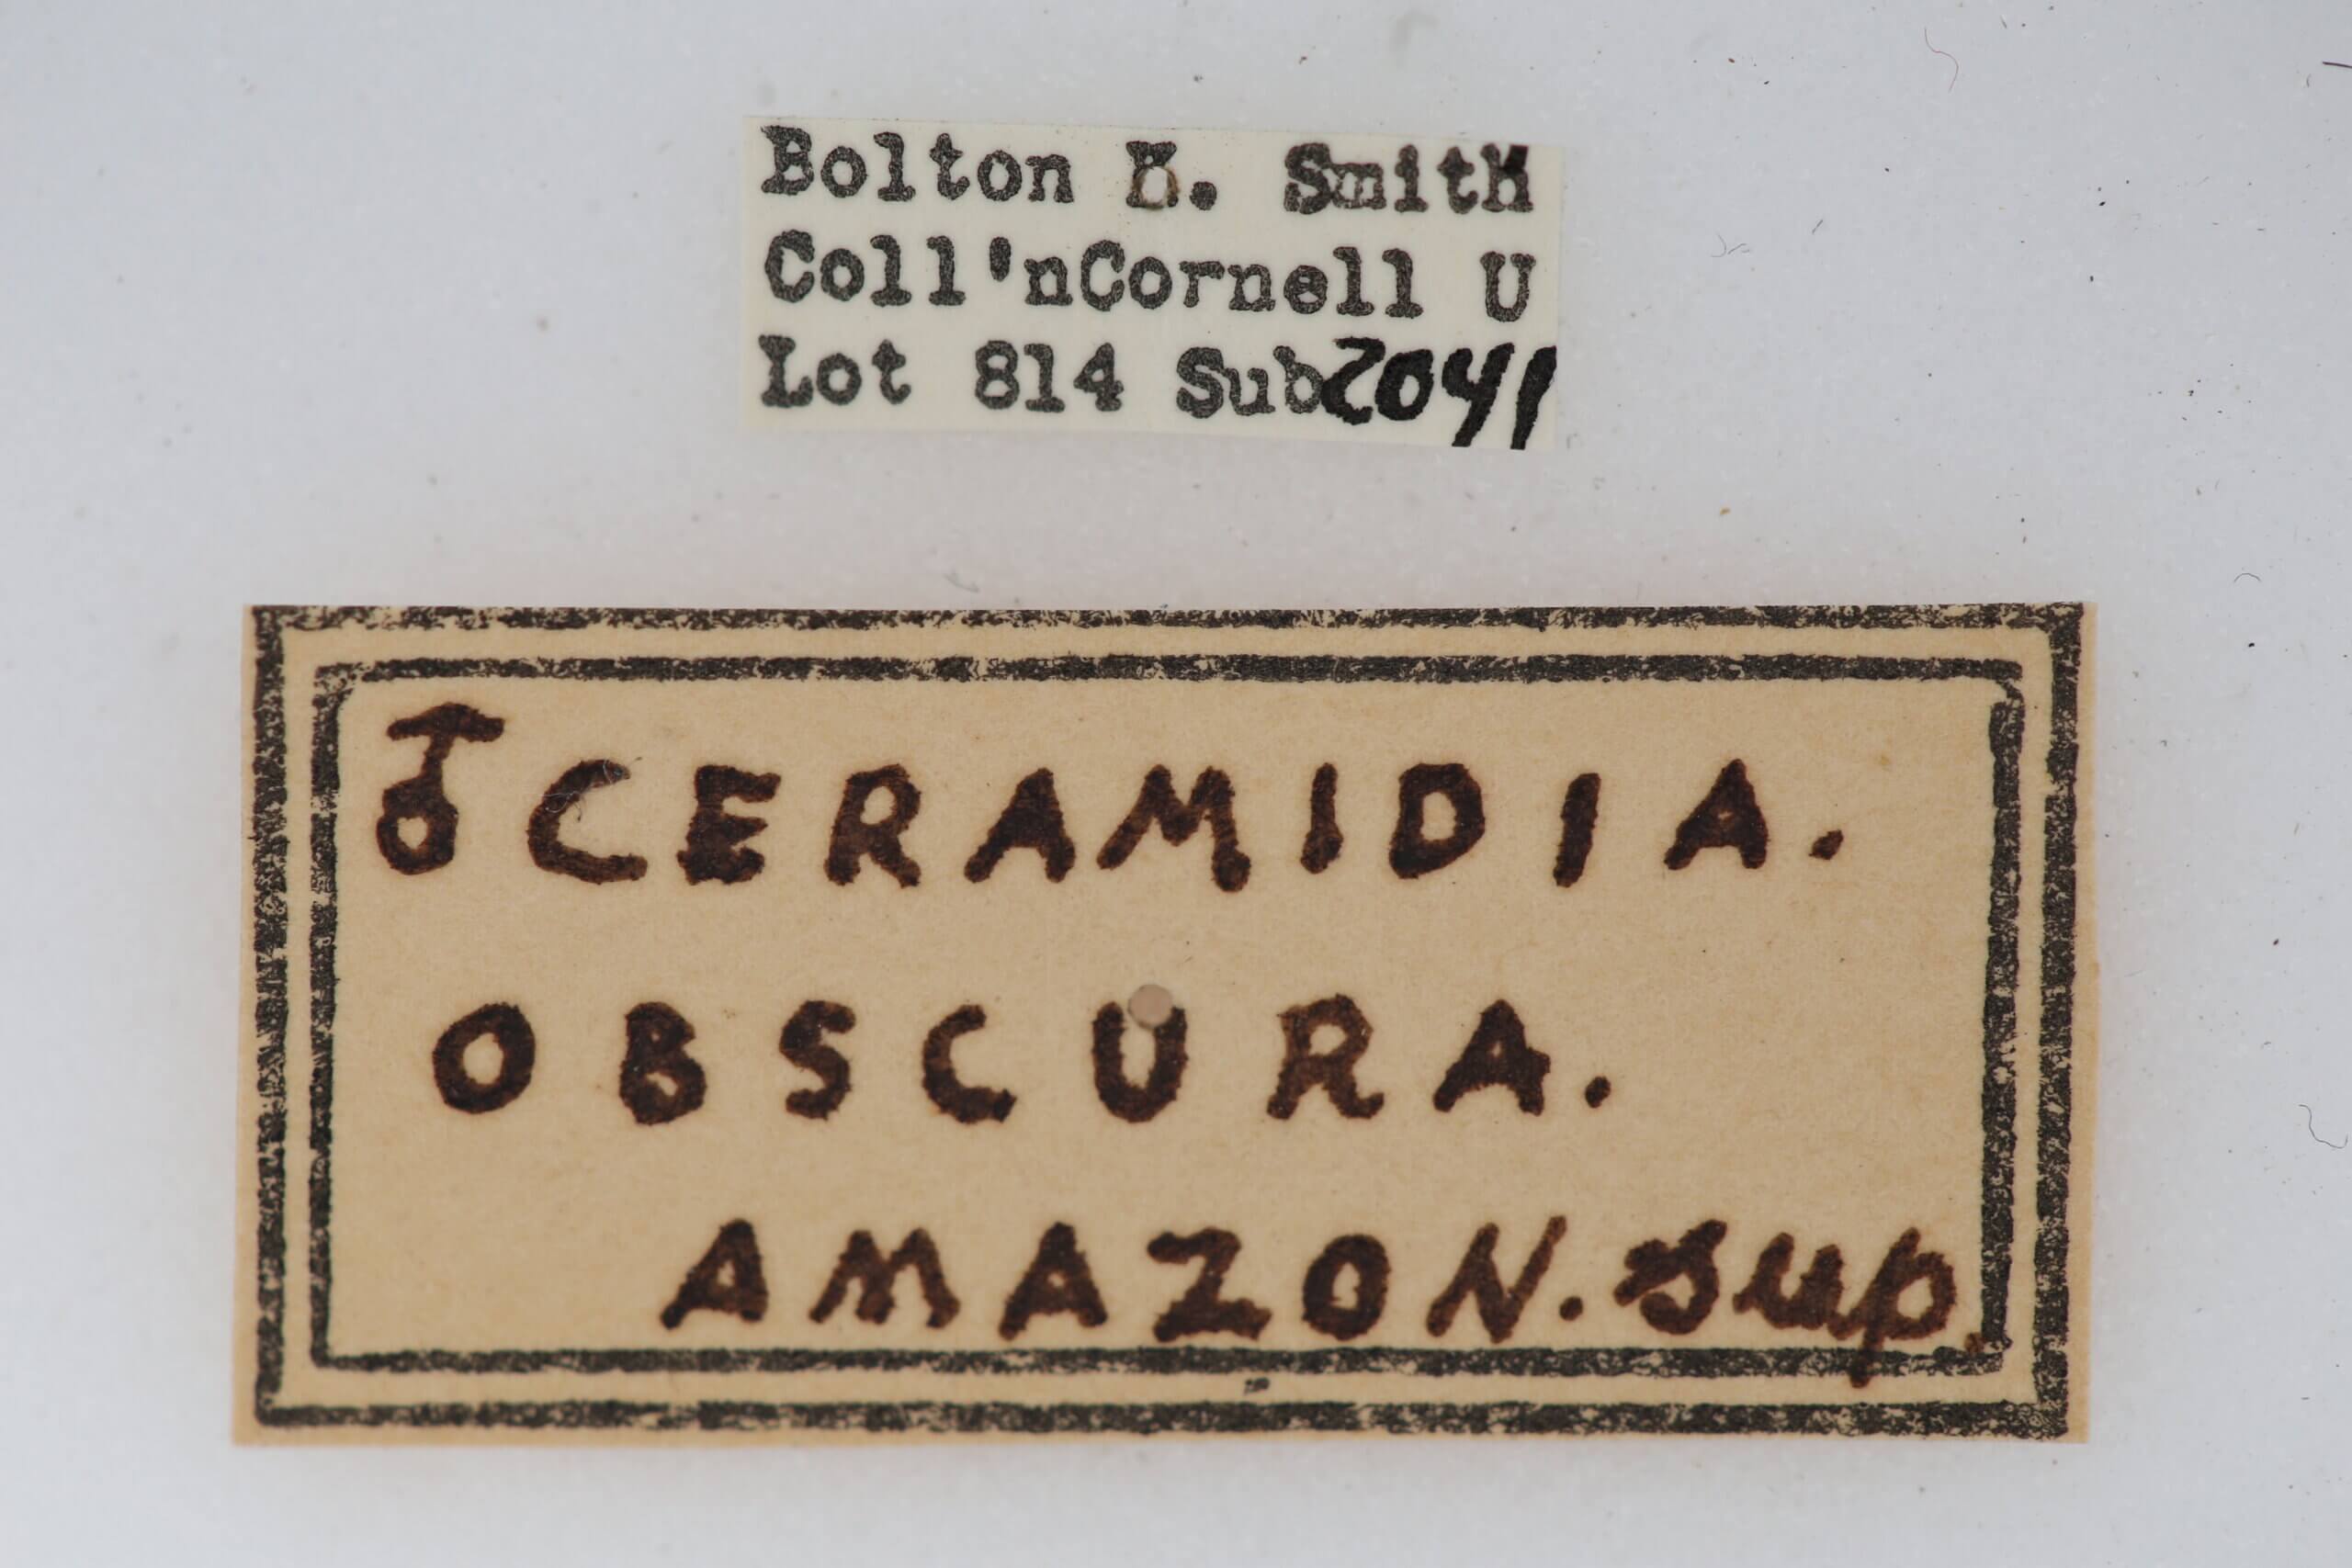 Bolton B. Smith
Coll'nCornell U
Lot 814 Sub2041
♂CERAMIDIA.
OBSCURA.
AMAZON. sup.